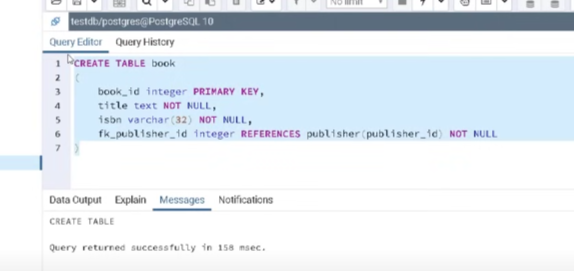 No limit
testdb/postgres@PostgreSQL 10
Query Editor Query History
1 CREATE TABLE book
2 (
3 book_id integer PRIMARY KEY,
4 title text NOT NULL,
5 isbn varchar(32) NOT NULL,
6 fk_publisher_id integer REFERENCES publisher(publisher_id) NOT NULL
7 )
Data Output Explain Messages Notifications
CREATE TABLE
Query returned successfully in 158 msec.